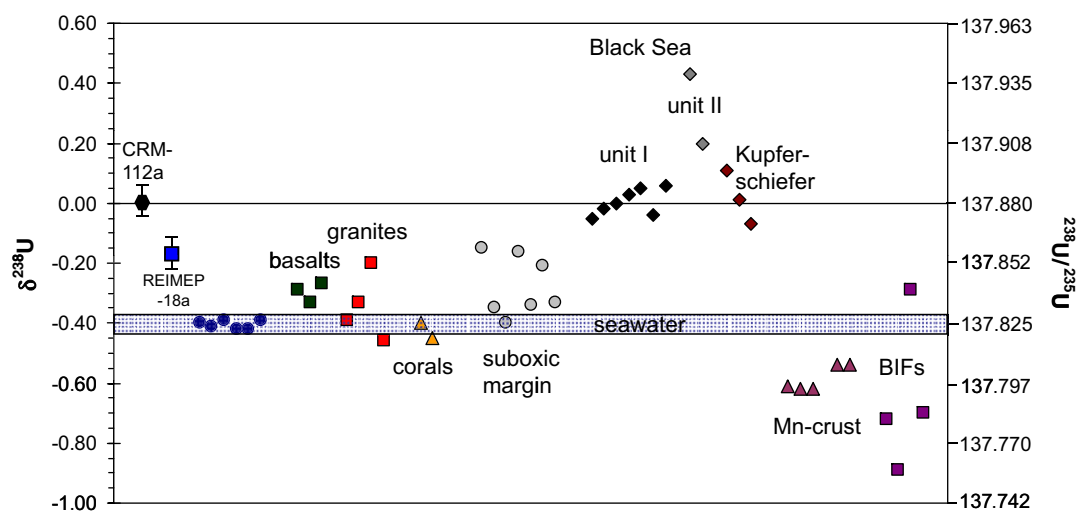 0.60
0.40
0.20
0.00
-0.20
-0.40
-0.60
-0.80
-1.00
δ238U
137.963
137.935
137.908
137.880
137.852
137.825
137.797
137.770
137.742
238U/235U
CRM-
112a
REIMEP
-18a
basalts
granites
corals
suboxic
margin
seawater
unit I
Black Sea
unit II
Kupfer-
schiefer
Mn-crust
BIFs